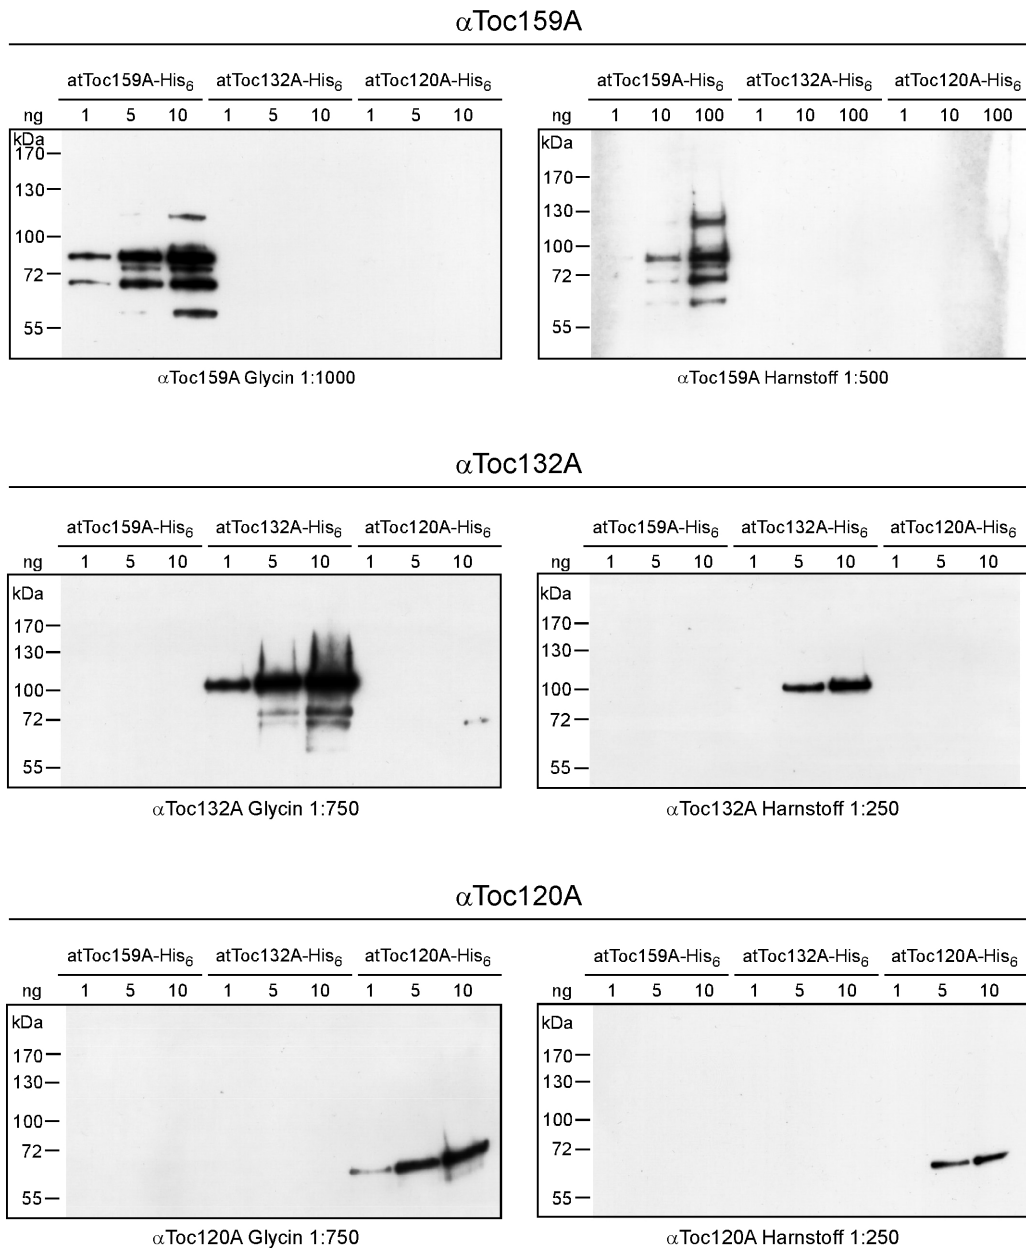 αToc159A
atToc159A-His6 atToc132A-His6 atToc120A-His6 atToc159A-His6 atToc132A-His6 atToc120A-His6
ng 1 5 10 1 5 10 1 5 10 ng 1 10 100 1 10 100 1 10 100
kDa kDa
170 170
130 130
100 100
72 72
55 55
αToc159A Glycin 1:1000 αToc159A Harnstoff 1:500
αToc132A
atToc159A-His6 atToc132A-His6 atToc120A-His6 atToc159A-His6 atToc132A-His6 atToc120A-His6
ng 1 5 10 1 5 10 1 5 10 ng 1 5 10 1 5 10 1 5 10
kDa kDa
170 170
130 130
100 100
72 72
55 55
αToc132A Glycin 1:750 αToc132A Harnstoff 1:250
αToc120A
atToc159A-His6 atToc132A-His6 atToc120A-His6 atToc159A-His6 atToc132A-His6 atToc120A-His6
ng 1 5 10 1 5 10 1 5 10 ng 1 5 10 1 5 10 1 5 10
kDa kDa
170 170
130 130
100 100
72 72
55 55
αToc120A Glycin 1:750 αToc120A Harnstoff 1:250